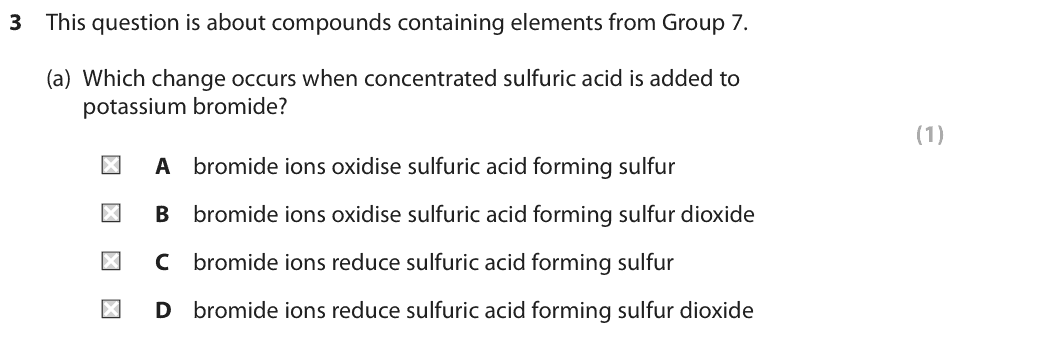 3 This question is about compounds containing elements from Group 7.
(a) Which change occurs when concentrated sulfuric acid is added to
potassium bromide?
(1)
A bromide ions oxidise sulfuric acid forming sulfur
B bromide ions oxidise sulfuric acid forming sulfur dioxide
C bromide ions reduce sulfuric acid forming sulfur
D bromide ions reduce sulfuric acid forming sulfur dioxide